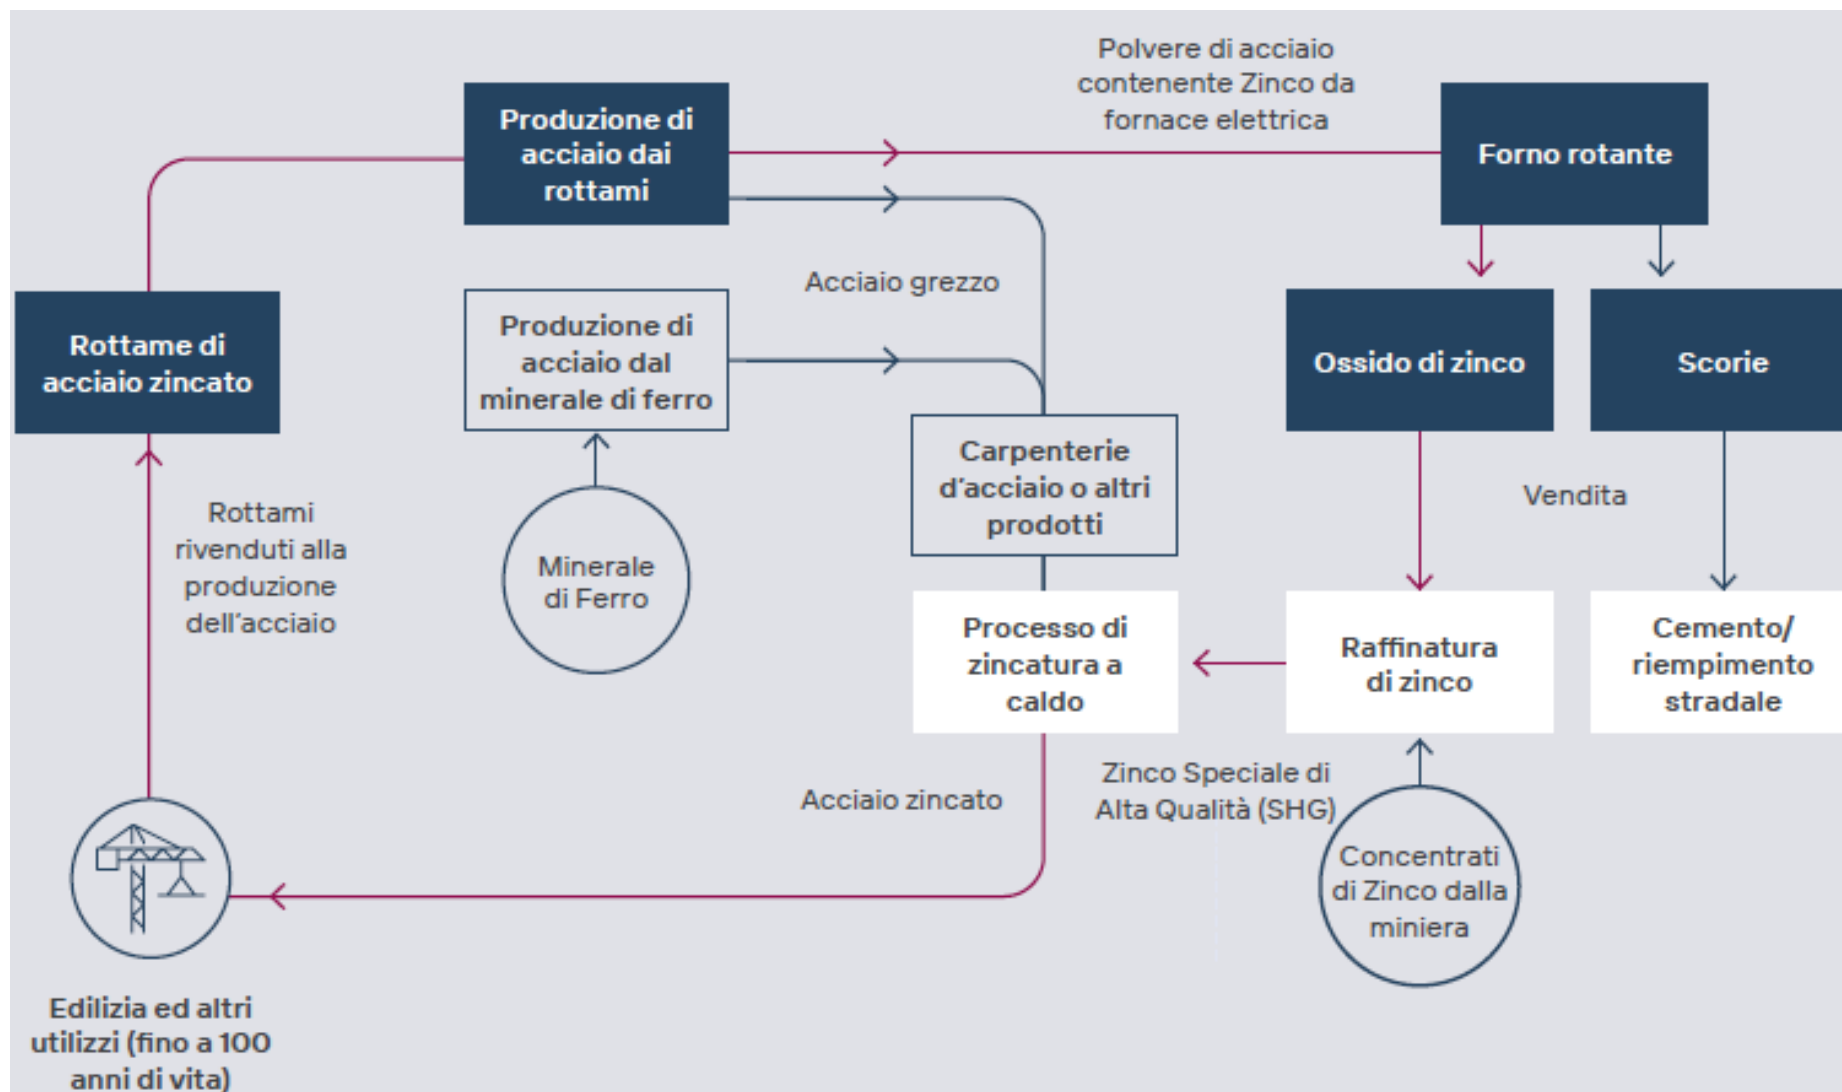 Polvere di acciaio
contenente Zinco da
fornace elettrica
Produzione di
acciaio dai
rottami
Forno rotante
Acciaio grezzo
Rottame di
acciaio zincato
Produzione di
acciaio dal
minerale di ferro
Ossido di zinco
Scorie
Carpenterie
d'acciaio o altri
prodotti
Rottami
rivenduti alla
produzione
dell'acciaio
Minerale
di Ferro
Vendita
Processo di
zincatura a
caldo
Raffinatura
di zinco
Cemento/
riempimento
stradale
Acciaio zincato
Zinco Speciale di
Alta Qualità (SHG)
Concentrati
di Zinco dalla
miniera
Edilizia ed altri
utilizzi (fino a 100
anni di vita)